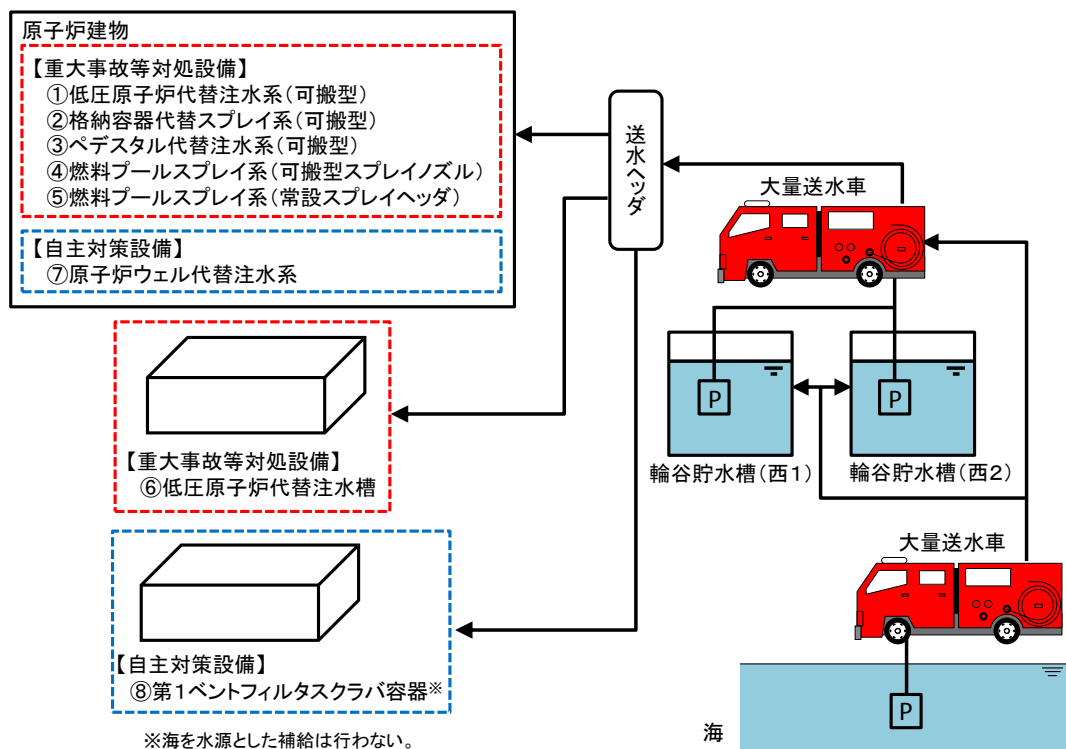 原子炉建物
【重大事故等対処設備】
①低圧原子炉代替注水系(可搬型)
②格納容器代替スプレイ系(可搬型)
③ペデスタル代替注水系(可搬型)
④燃料プールスプレイ系(可搬型スプレイノズル)
⑤燃料プールスプレイ系(常設スプレイヘッダ)
【自主対策設備】
⑦原子炉ウェル代替注水系
送水ヘッダ
大量送水車
P
P
輪谷貯水槽(西1)
輪谷貯水槽(西2)
【重大事故等対処設備】
⑥低圧原子炉代替注水槽
大量送水車
【自主対策設備】
⑧第1ベントフィルタスクラバ容器※
P
海
※海を水源とした補給は行わない。